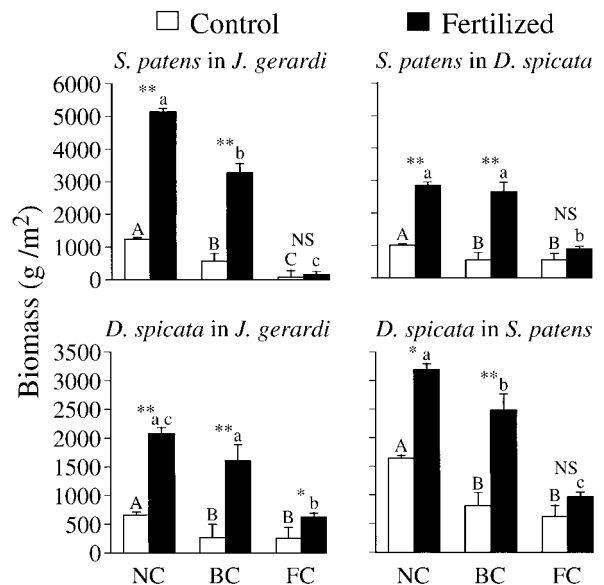 Control Fertilized
S. patens in J. gerardi S. patens in D. spicata
Biomass (g /m²)
6000
5000
4000
3000
2000
1000
0
** a
A
** b
B
NS
C c
** a
A
** a
B
NS
B b
D. spicata in J. gerardi D. spicata in S. patens
3500
3000
2500
2000
1500
1000
500
0
** a c
A
** a
B
* b
B
* a
A
** b
B
NS
B c
NC BC FC NC BC FC